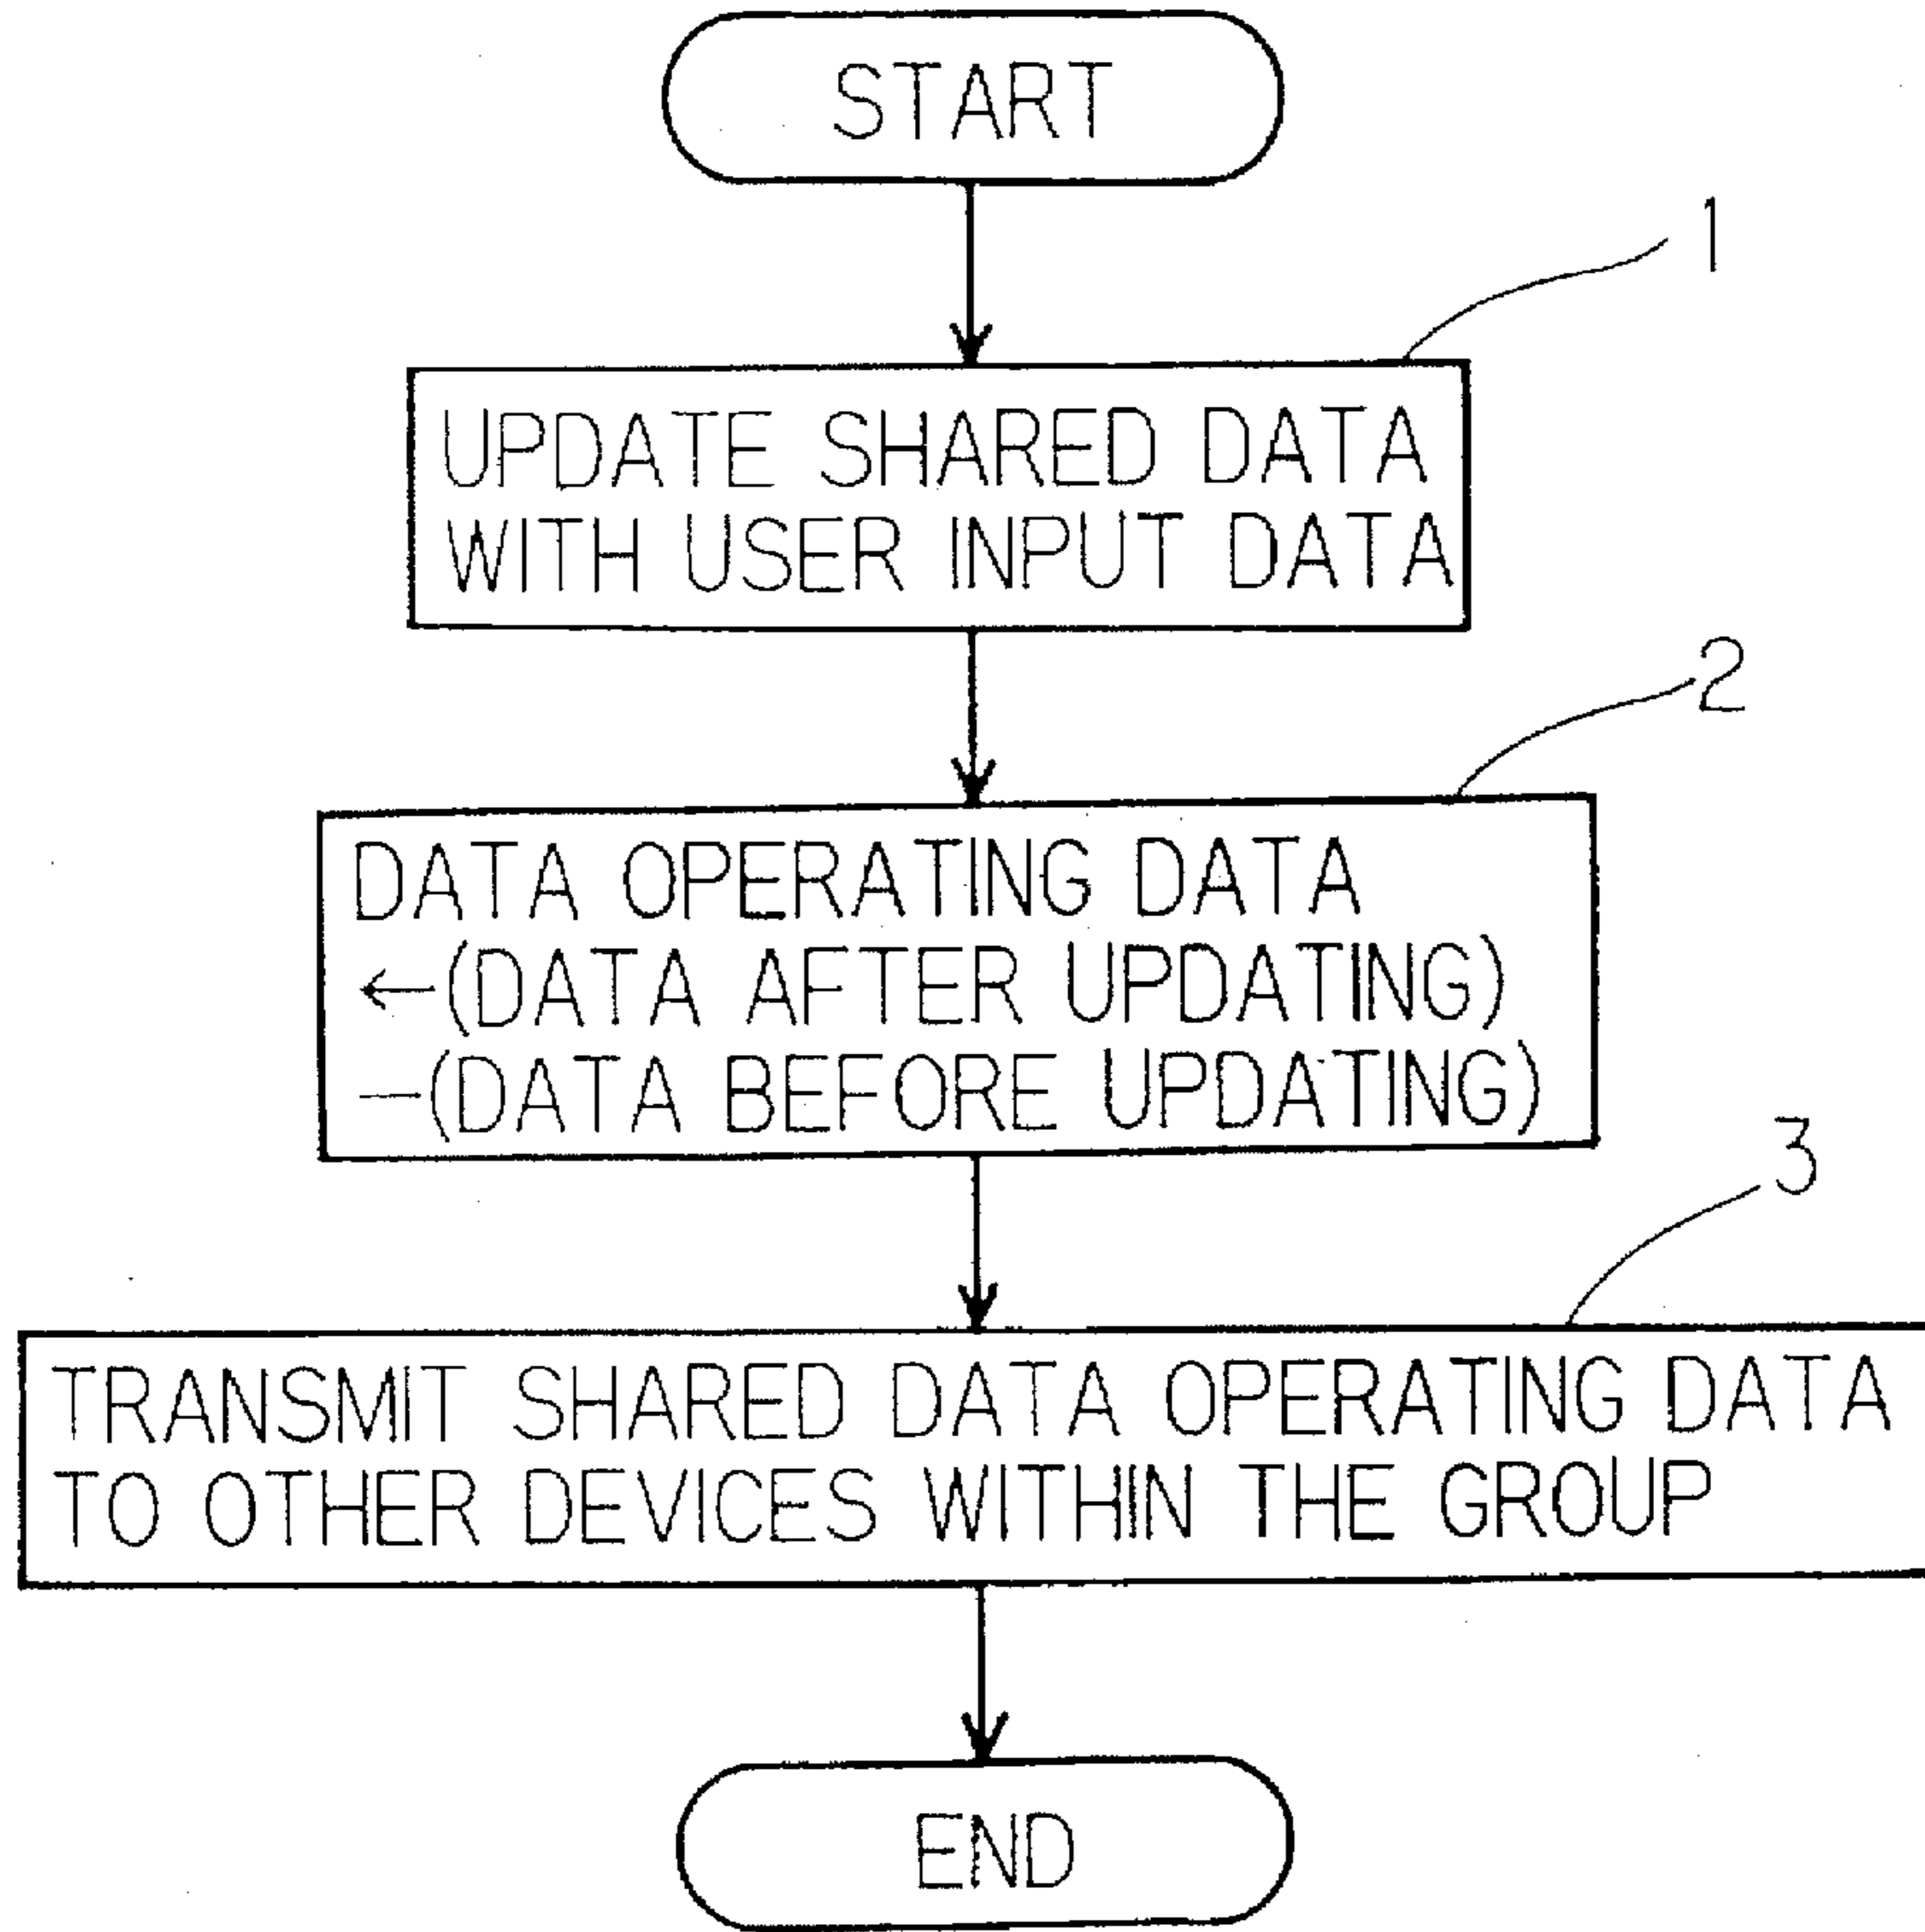 START
1
UPDATE SHARED DATA
WITH USER INPUT DATA
2
DATA OPERATING DATA
←(DATA AFTER UPDATING)
−(DATA BEFORE UPDATING)
3
TRANSMIT SHARED DATA OPERATING DATA
TO OTHER DEVICES WITHIN THE GROUP
END